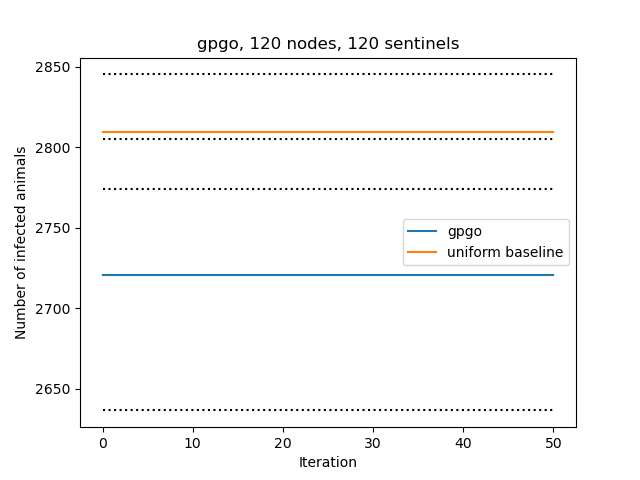 gpgo, 120 nodes, 120 sentinels
2850
2800
2750
2700
2650
Number of infected animals
gpgo
uniform baseline
0 10 20 30 40 50
Iteration